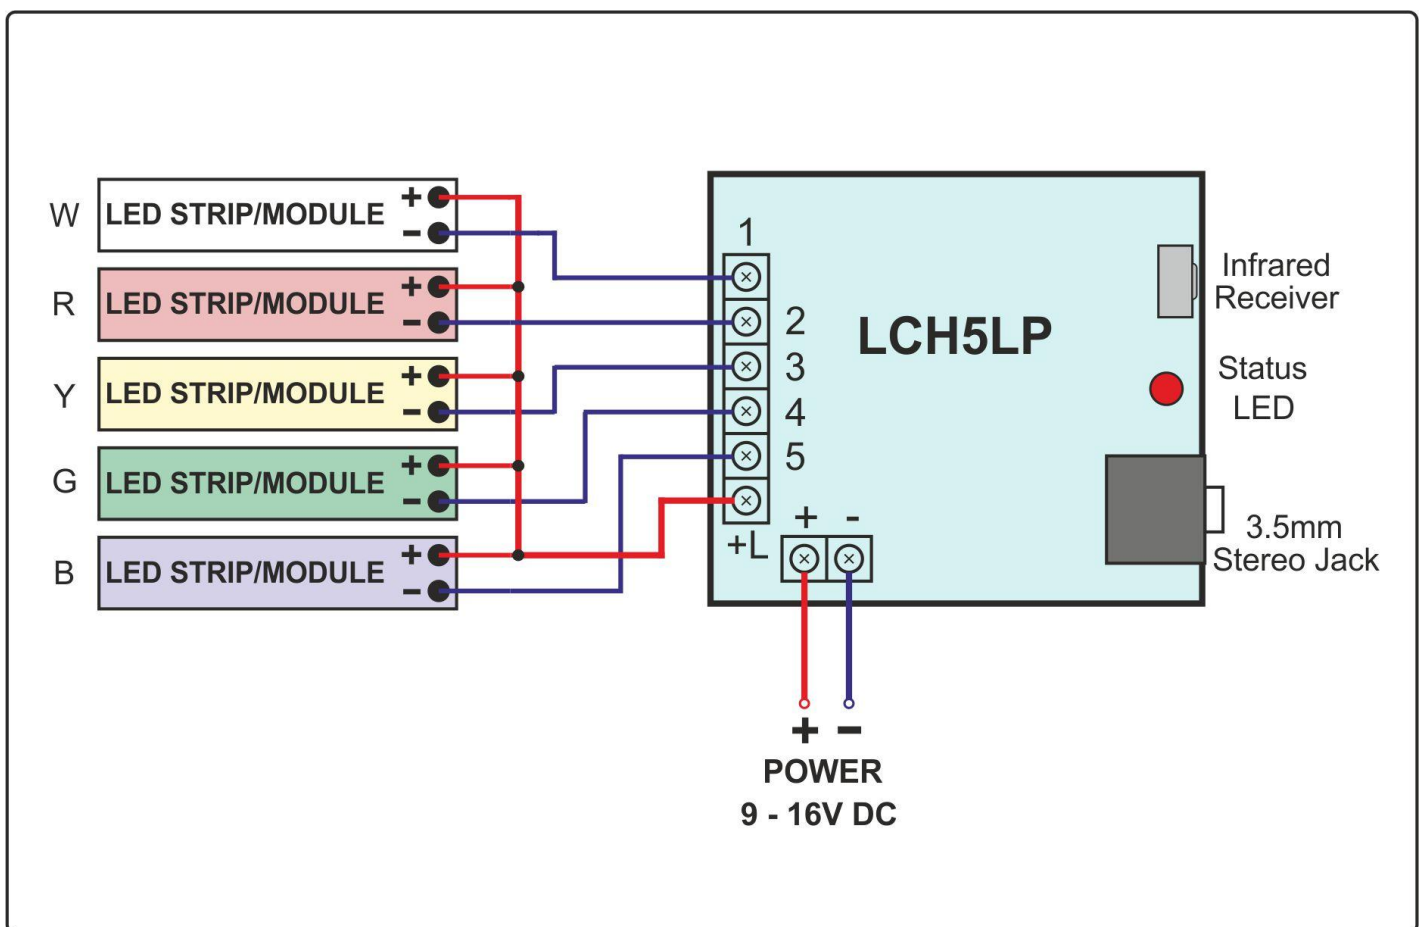 W
LED STRIP/MODULE
+
-
R
LED STRIP/MODULE
+
-
Y
LED STRIP/MODULE
+
-
G
LED STRIP/MODULE
+
-
B
LED STRIP/MODULE
+
-
1
2
3
4
5
+L
LCH5LP
+ -
Infrared
Receiver
Status
LED
3.5mm
Stereo Jack
+ -
POWER
9 - 16V DC